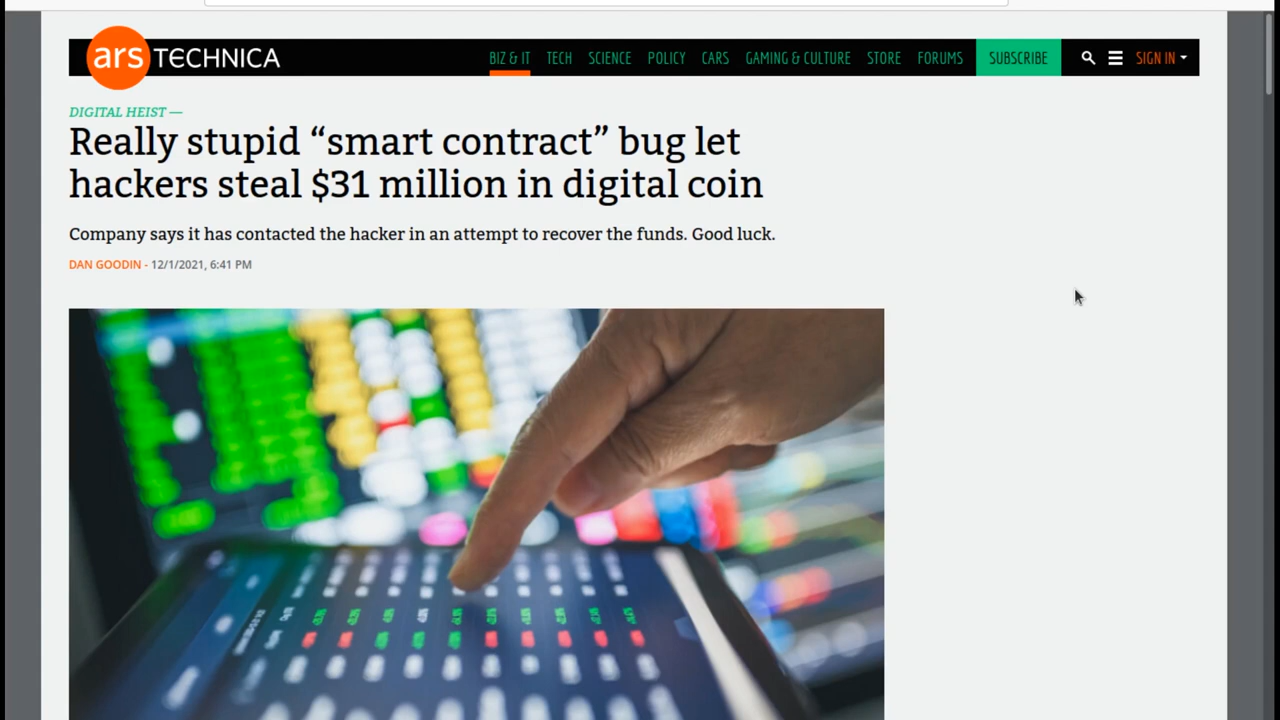 ars TECHNICA
BIZ & IT TECH SCIENCE POLICY CARS GAMING & CULTURE STORE FORUMS SUBSCRIBE SIGN IN
DIGITAL HEIST —
Really stupid “smart contract” bug let
hackers steal $31 million in digital coin
Company says it has contacted the hacker in an attempt to recover the funds. Good luck.
DAN GOODIN - 12/1/2021, 6:41 PM